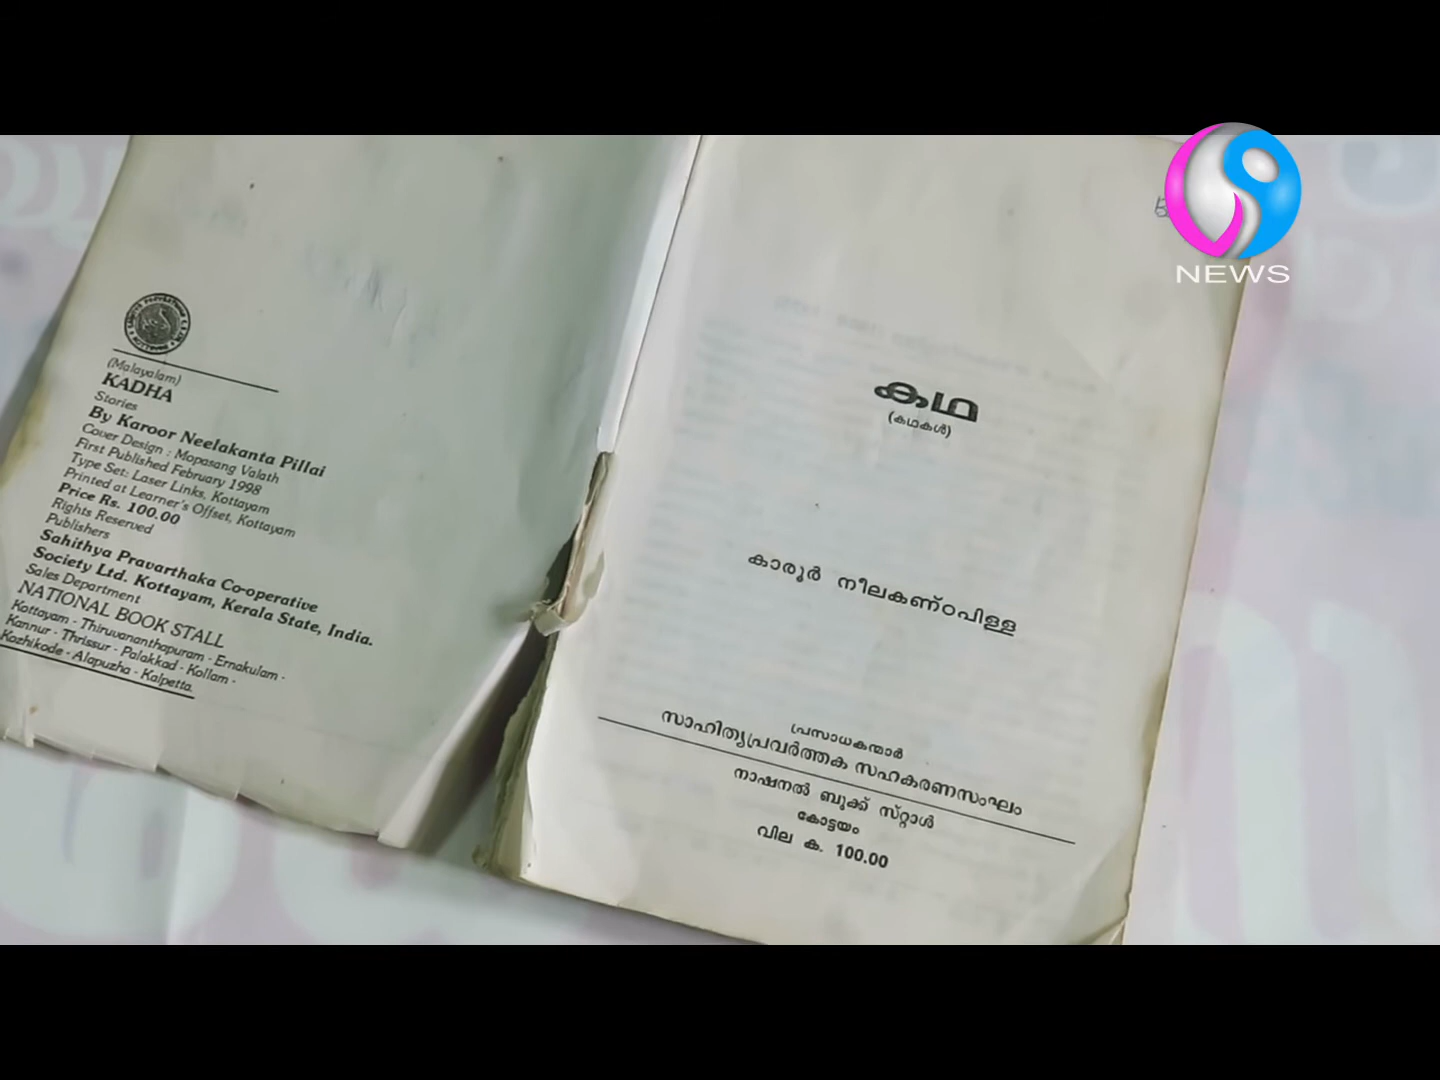 (Malayalam)
KADHA
Stories
By Karoor Neelakanta Pillai
Cover Design : Mopasang Valath
First Published February 1998
Type Set: Laser Links, Kottayam
Printed at Learner's Offset, Kottayam
Price Rs. 100.00
Rights Reserved
Publishers
Sahithya Pravarthaka Co-operative
Society Ltd. Kottayam, Kerala State, India.
Sales Department
NATIONAL BOOK STALL
Kottayam - Thiruvananthapuram - Ernakulam -
Kannur - Thrissur - Palakkad - Kollam -
Kozhikode - Alapuzha - Kalpetta.
കഥ
(കഥകൾ)
കാരൂർ നീലകണ്ഠപിള്ള
പ്രസാധകന്മാർ
സാഹിത്യപ്രവർത്തക സഹകരണസംഘം
നാഷനൽ ബുക്ക് സ്റ്റാൾ
കോട്ടയം
വില ക. 100.00
NEWS